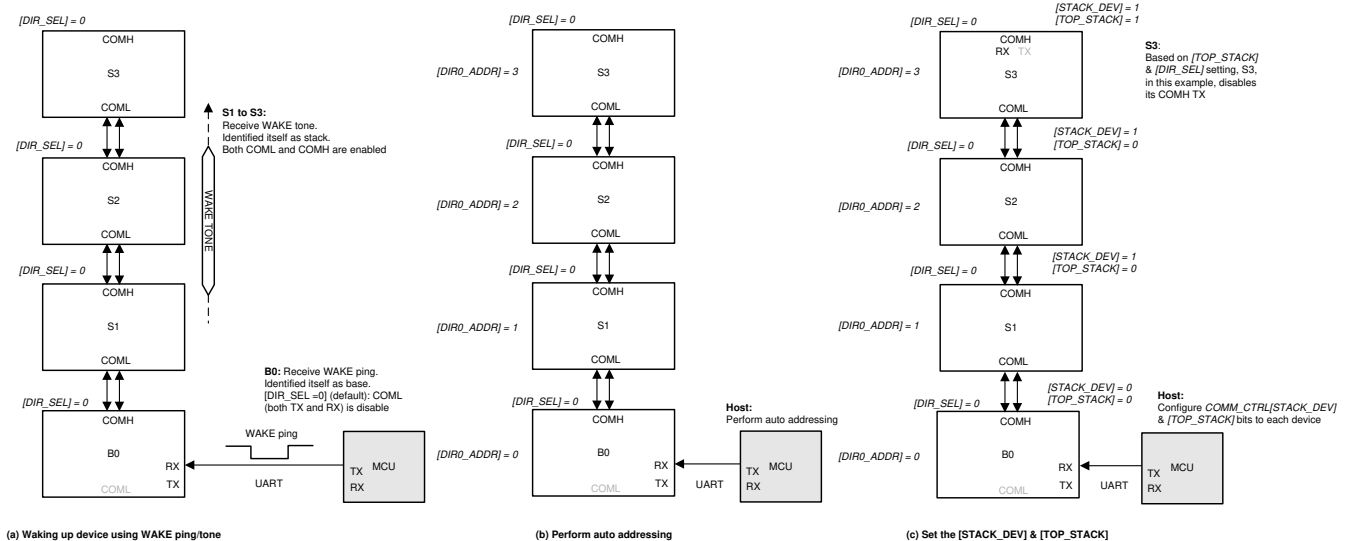 [DIR_SEL] = 0
COMH
S3
COML
S1 to S3:
Receive WAKE tone.
Identified itself as stack.
Both COML and COMH are enabled
WAKE TONE
[DIR_SEL] = 0
COMH
S2
COML
[DIR_SEL] = 0
COMH
S1
COML
B0: Receive WAKE ping.
Identified itself as base.
[DIR_SEL =0] (default): COML
(both TX and RX) is disable
[DIR_SEL] = 0
COMH
B0
RX
TX
COML
WAKE ping
UART
TX
MCU
RX
(a) Waking up device using WAKE ping/tone
[DIR_SEL] = 0
COMH
[DIR0_ADDR] = 3
S3
COML
[DIR_SEL] = 0
COMH
[DIR0_ADDR] = 2
S2
COML
[DIR_SEL] = 0
COMH
[DIR0_ADDR] = 1
S1
COML
[DIR_SEL] = 0
COMH
[DIR0_ADDR] = 0
B0
RX
TX
COML
UART
Host:
Perform auto addressing
TX
MCU
RX
(b) Perform auto addressing
[DIR_SEL] = 0
[STACK_DEV] = 1
[TOP_STACK] = 1
COMH
RX TX
[DIR0_ADDR] = 3
S3
COML
S3:
Based on [TOP_STACK]
& [DIR_SEL] setting, S3,
in this example, disables
its COMH TX
[DIR_SEL] = 0
[STACK_DEV] = 1
[TOP_STACK] = 0
COMH
[DIR0_ADDR] = 2
S2
COML
[DIR_SEL] = 0
[STACK_DEV] = 1
[TOP_STACK] = 0
COMH
[DIR0_ADDR] = 1
S1
COML
[DIR_SEL] = 0
[STACK_DEV] = 0
[TOP_STACK] = 0
COMH
[DIR0_ADDR] = 0
B0
RX
TX
COML
UART
Host:
Configure COMM_CTRL[STACK_DEV]
& [TOP_STACK] bits to each device
TX
MCU
RX
(c) Set the [STACK_DEV] & [TOP_STACK]